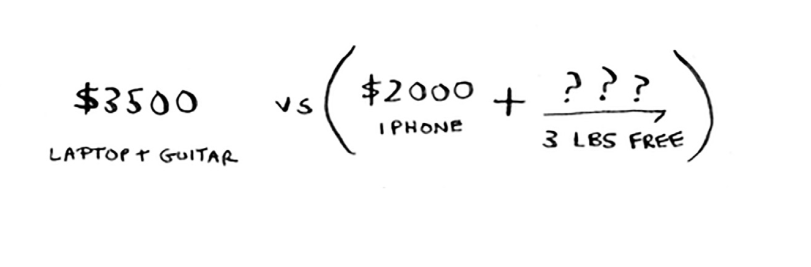 $3500 vs ($2000 + ???)
LAPTOP + GUITAR
IPHONE
3 LBS FREE